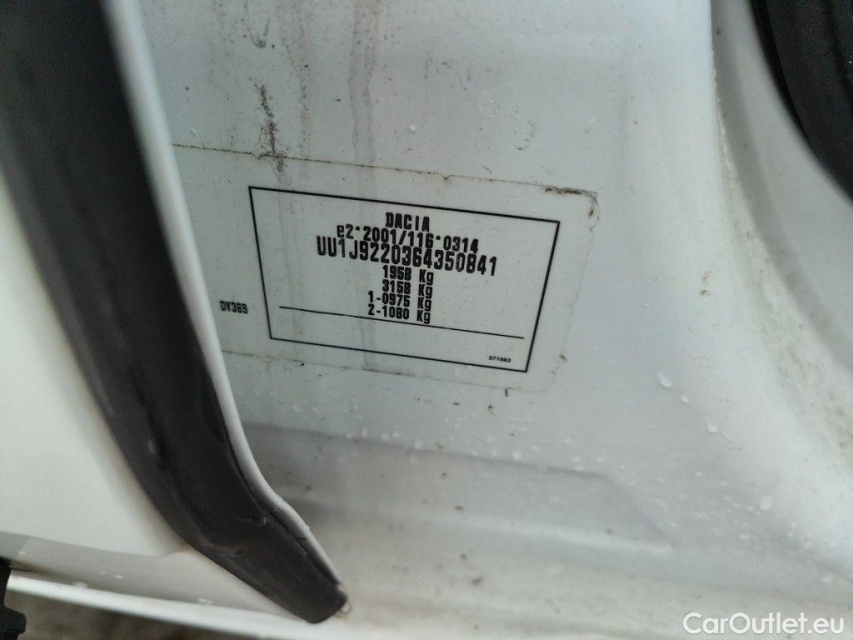 DACIA
e2*2001/116*0314
UU1J9220364350841
1958 Kg
3158 Kg
1-0975 Kg
2-1080 Kg
DV369
CarOutlet.eu